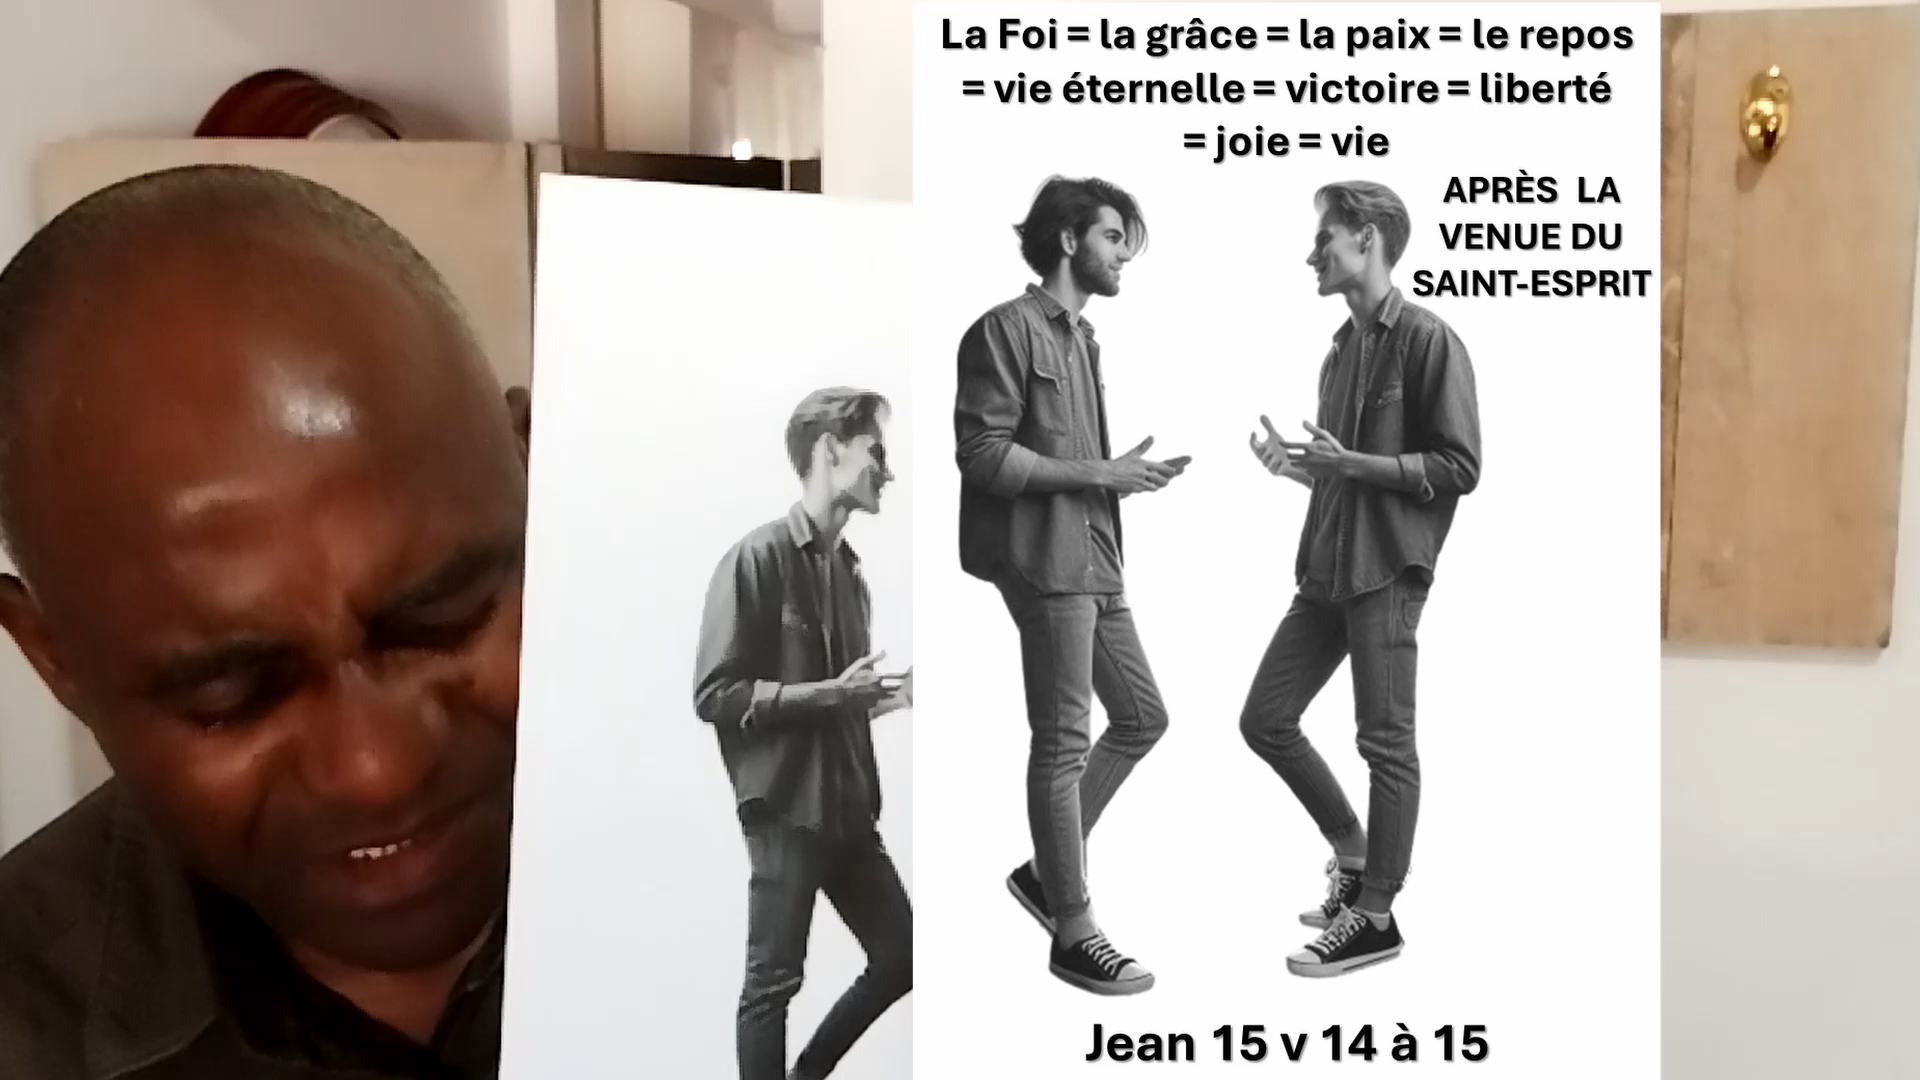 La Foi = la grâce = la paix = le repos
= vie éternelle = victoire = liberté
= joie = vie
APRÈS LA
VENUE DU
SAINT-ESPRIT
Jean 15 v 14 à 15